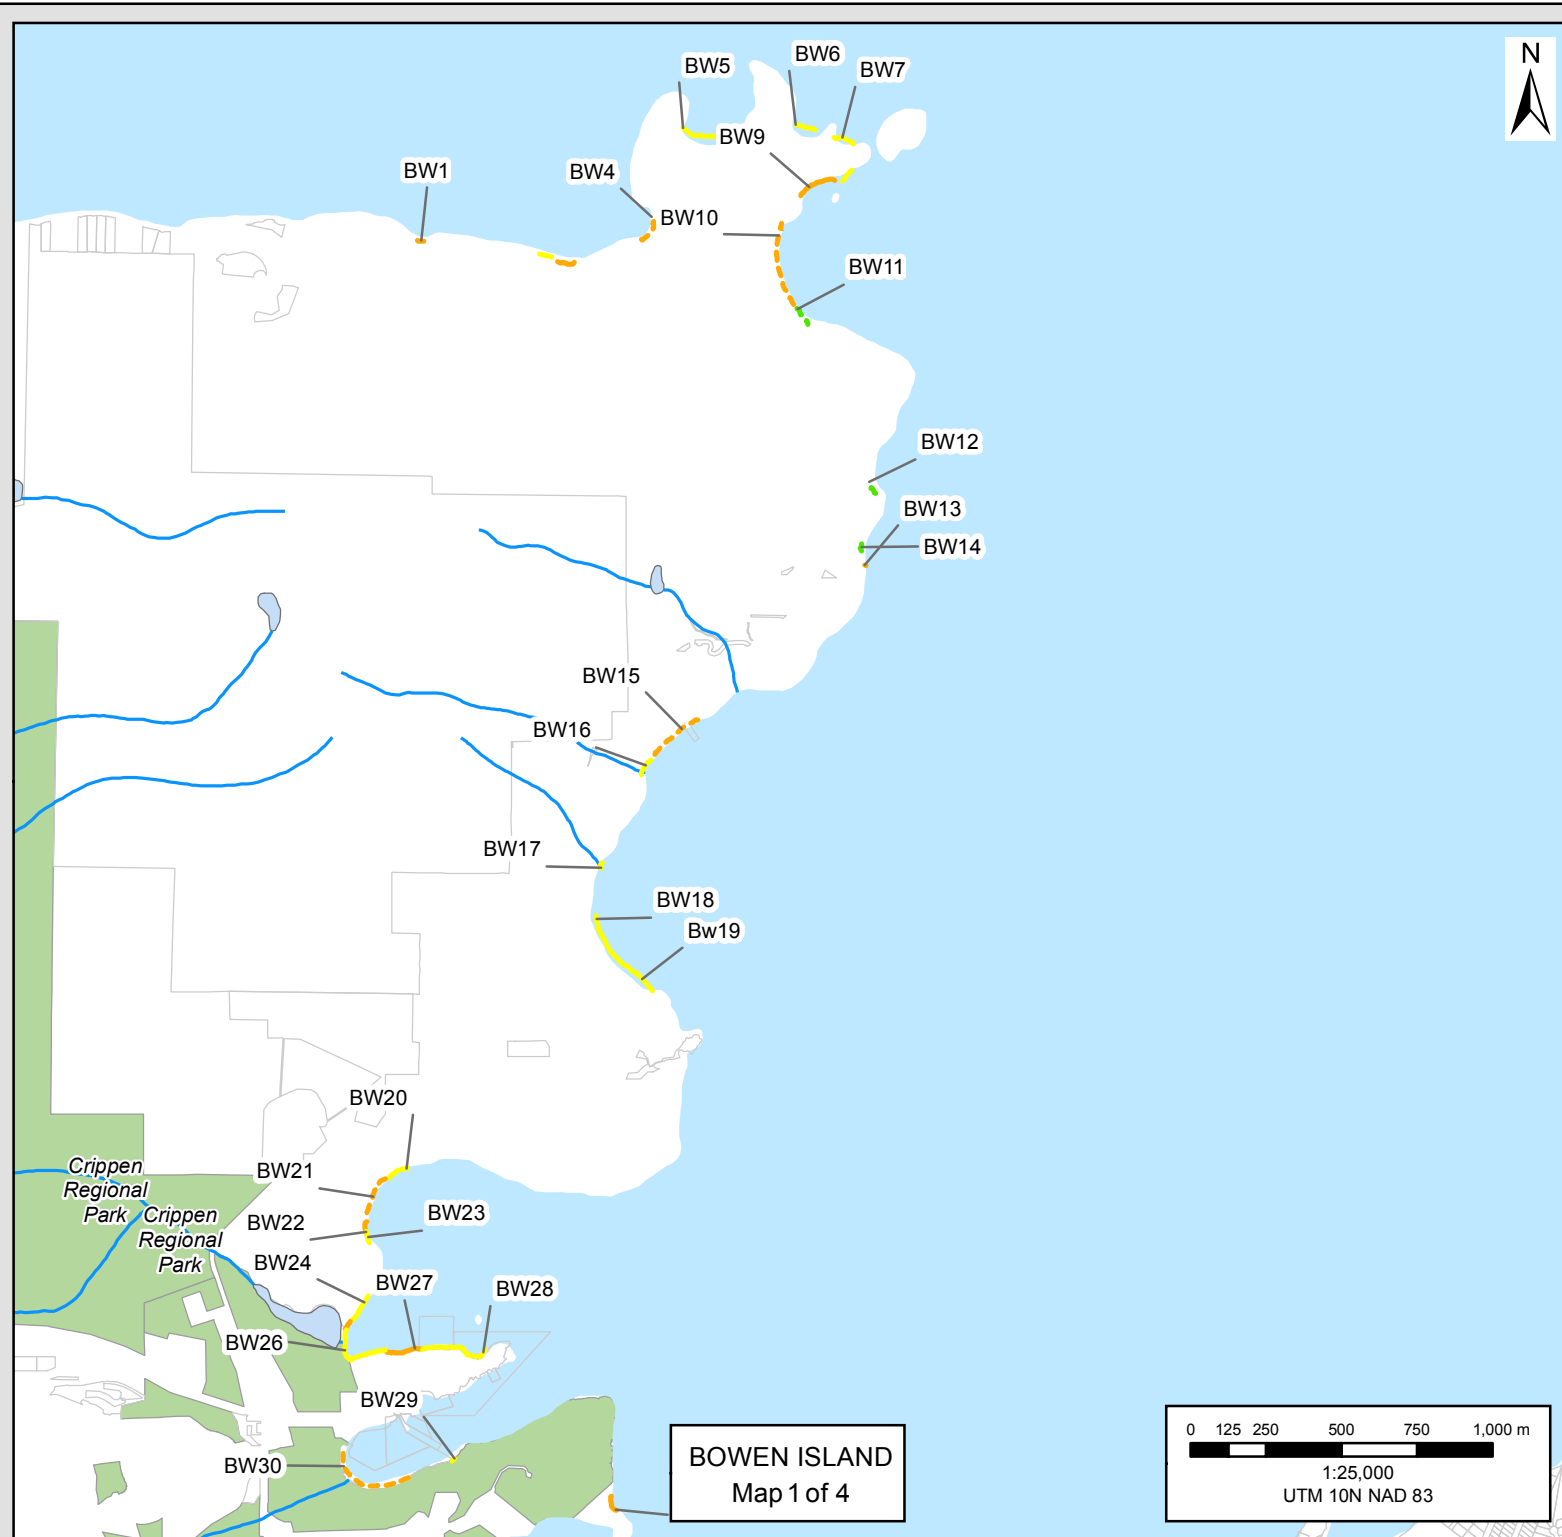 N
BW5
BW6
BW7
BW9
BW1
BW4
BW10
BW11
BW12
BW13
BW14
BW15
BW16
BW17
BW18
Bw19
BW20
BW21
BW22
BW23
BW24
BW27
BW28
BW26
BW29
BW30
Crippen
Regional
Park
Crippen
Regional
Park
BOWEN ISLAND
Map 1 of 4
0 125 250 500 750 1,000 m
1:25,000
UTM 10N NAD 83